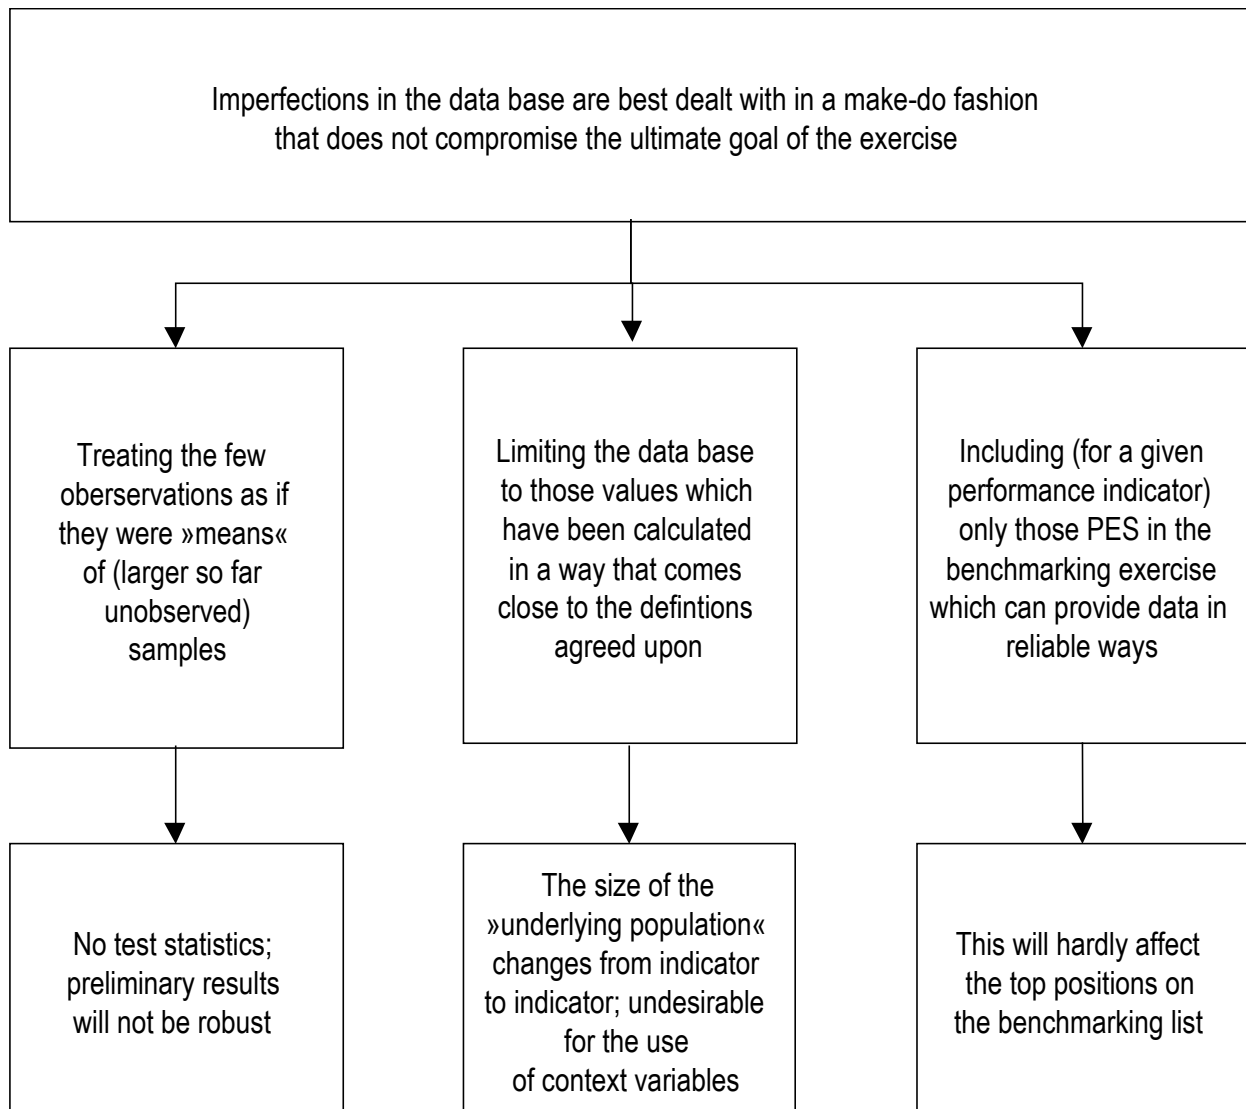 Imperfections in the data base are best dealt with in a make-do fashion
that does not compromise the ultimate goal of the exercise
Treating the few
oberservations as if
they were »means«
of (larger so far
unobserved)
samples
Limiting the data base
to those values which
have been calculated
in a way that comes
close to the defintions
agreed upon
Including (for a given
performance indicator)
only those PES in the
benchmarking exercise
which can provide data in
reliable ways
No test statistics;
preliminary results
will not be robust
The size of the
»underlying population«
changes from indicator
to indicator; undesirable
for the use
of context variables
This will hardly affect
the top positions on
the benchmarking list